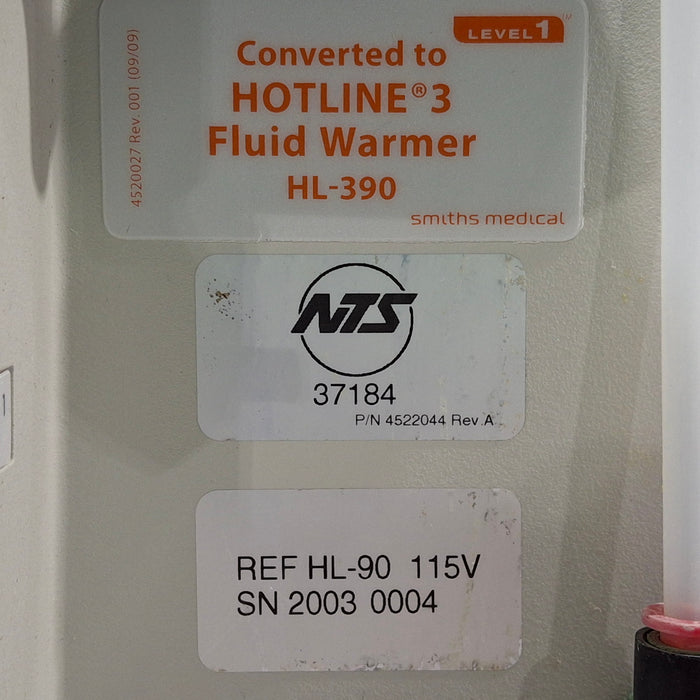 LEVEL 1™
Converted to
HOTLINE®3
Fluid Warmer
HL-390
smiths medical
4520027 Rev. 001 (09/09)
NTS
37184
P/N 4522044 Rev.A
REF HL-90 115V
SN 2003 0004